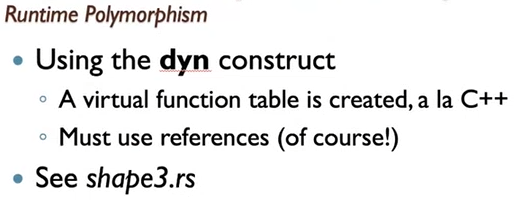 Runtime Polymorphism
• Using the dyn construct
◦ A virtual function table is created, a la C++
◦ Must use references (of course!)
• See shape3.rs